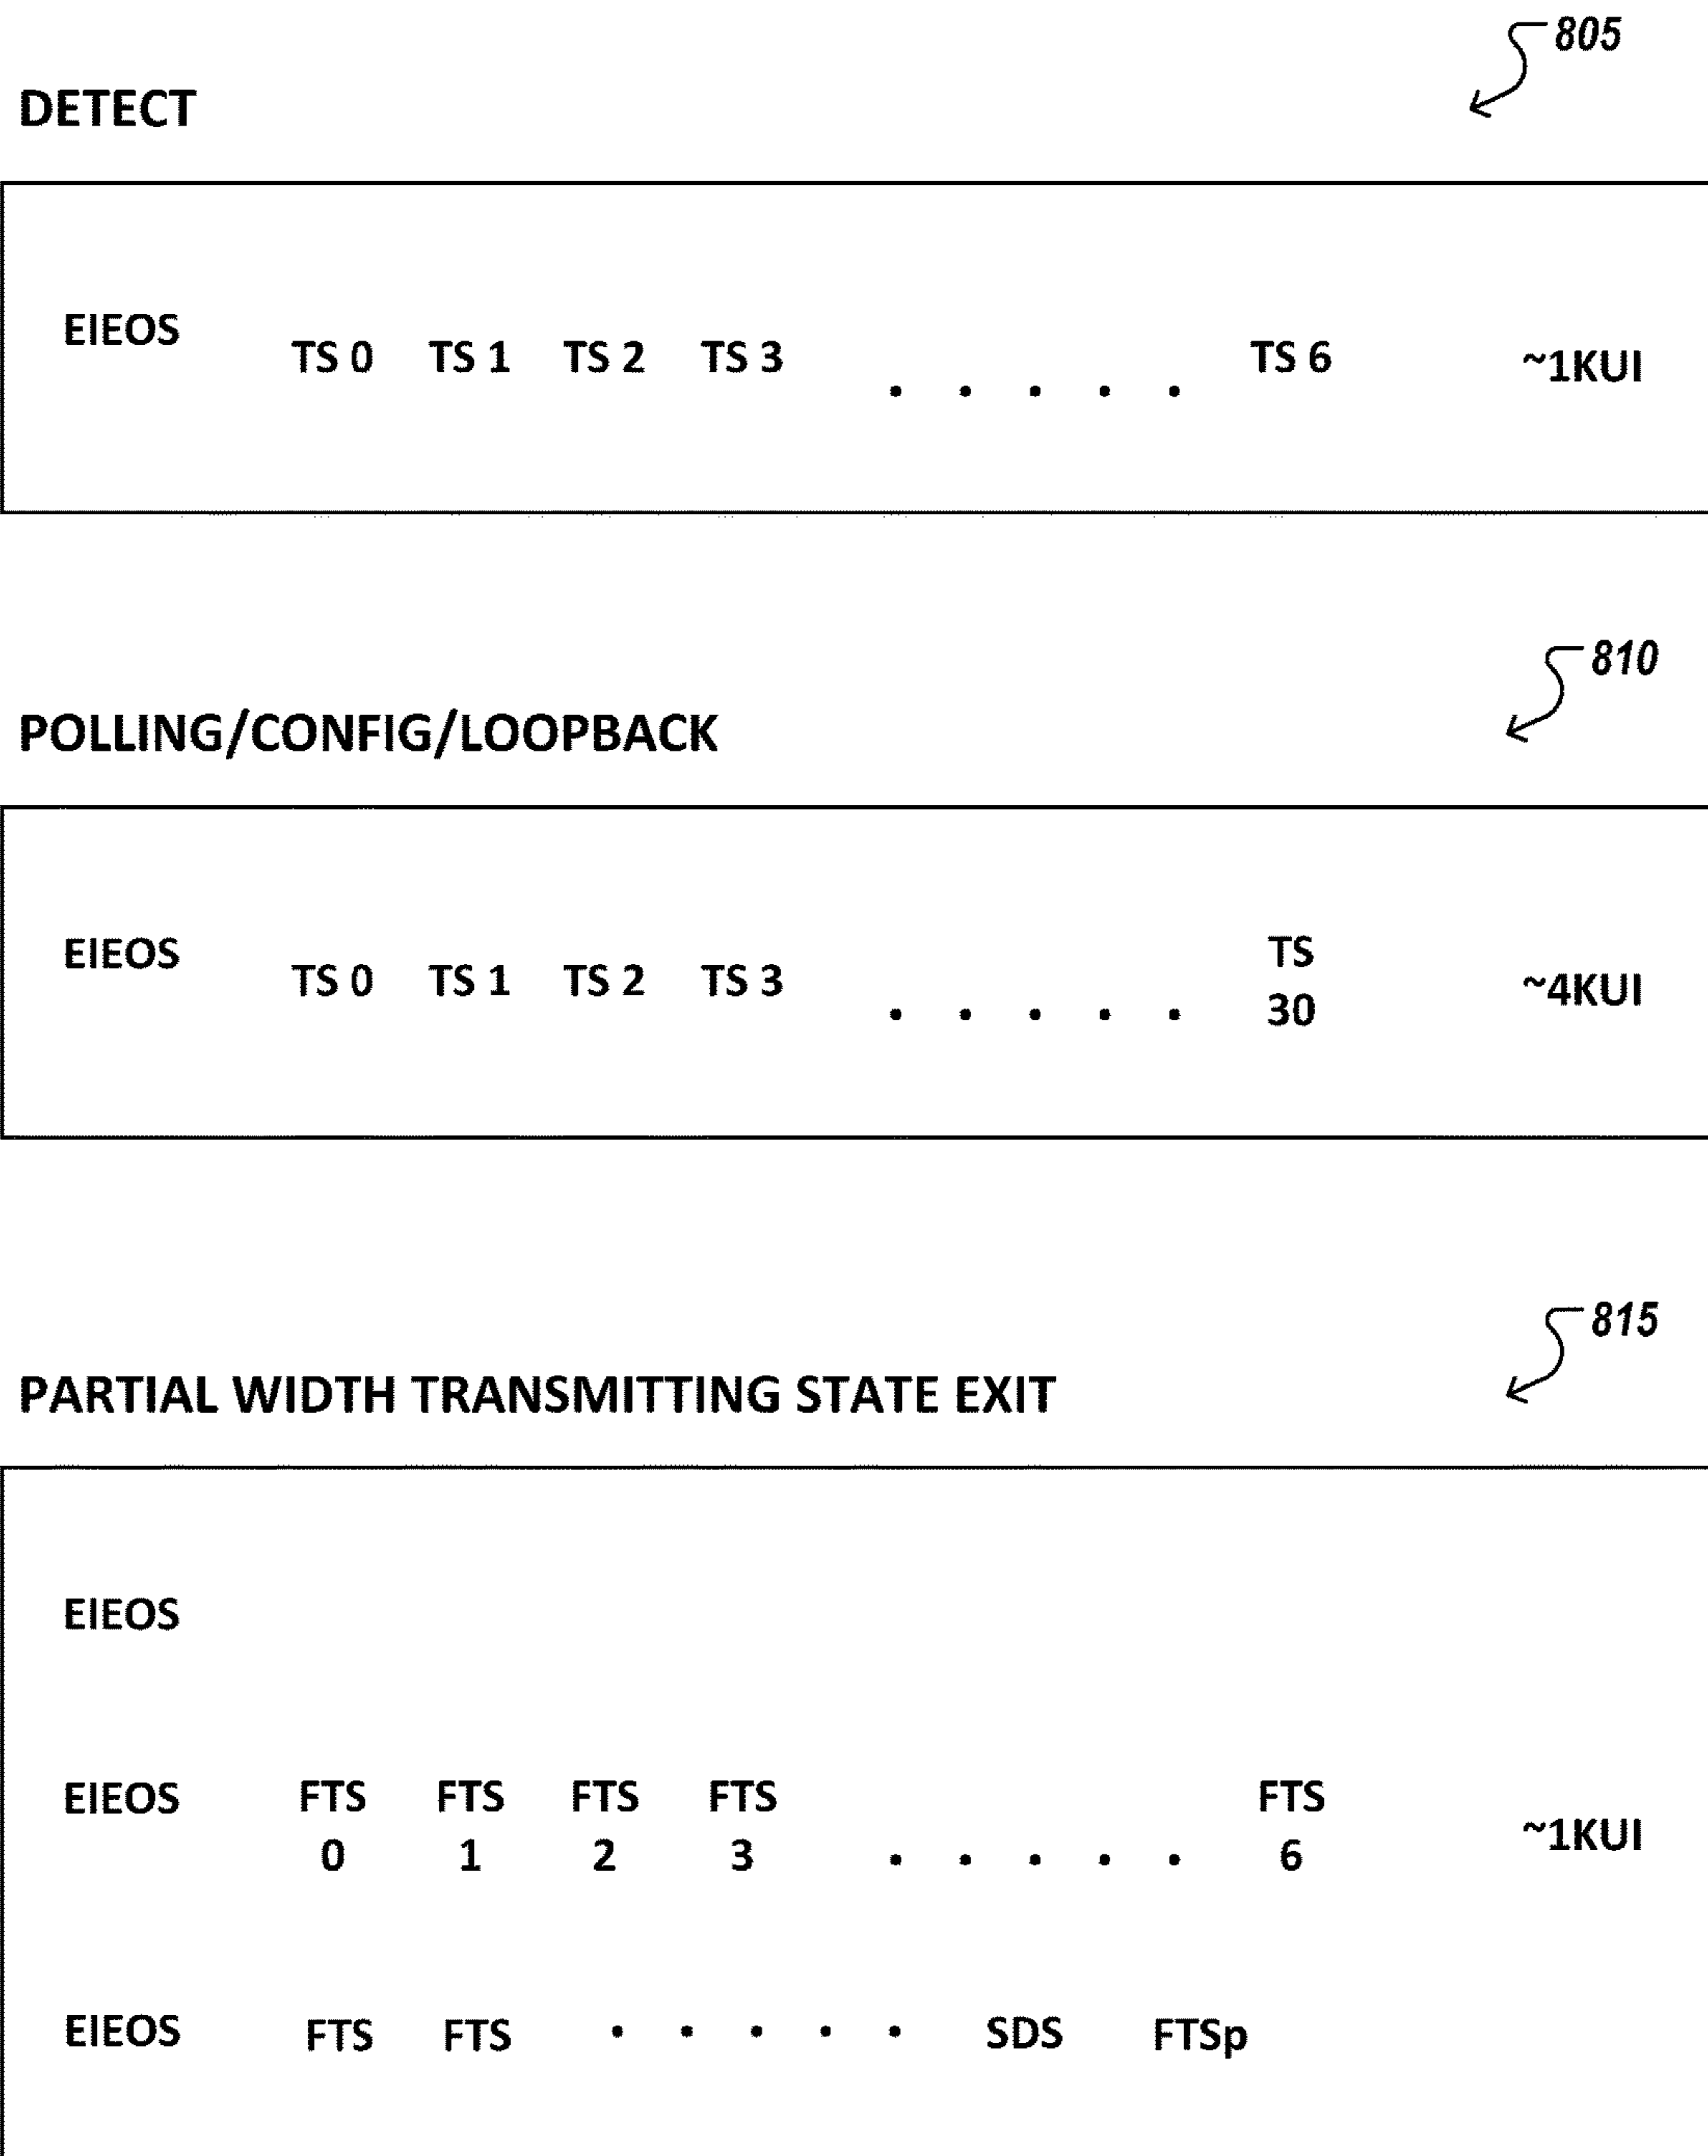 805
DETECT
EIEOS TS 0 TS 1 TS 2 TS 3 . . . . . TS 6 ~1KUI
810
POLLING/CONFIG/LOOPBACK
EIEOS TS 0 TS 1 TS 2 TS 3 . . . . . TS 30 ~4KUI
815
PARTIAL WIDTH TRANSMITTING STATE EXIT
EIEOS
EIEOS FTS 0 FTS 1 FTS 2 FTS 3 . . . . . FTS 6 ~1KUI
EIEOS FTS FTS . . . . . SDS FTSp